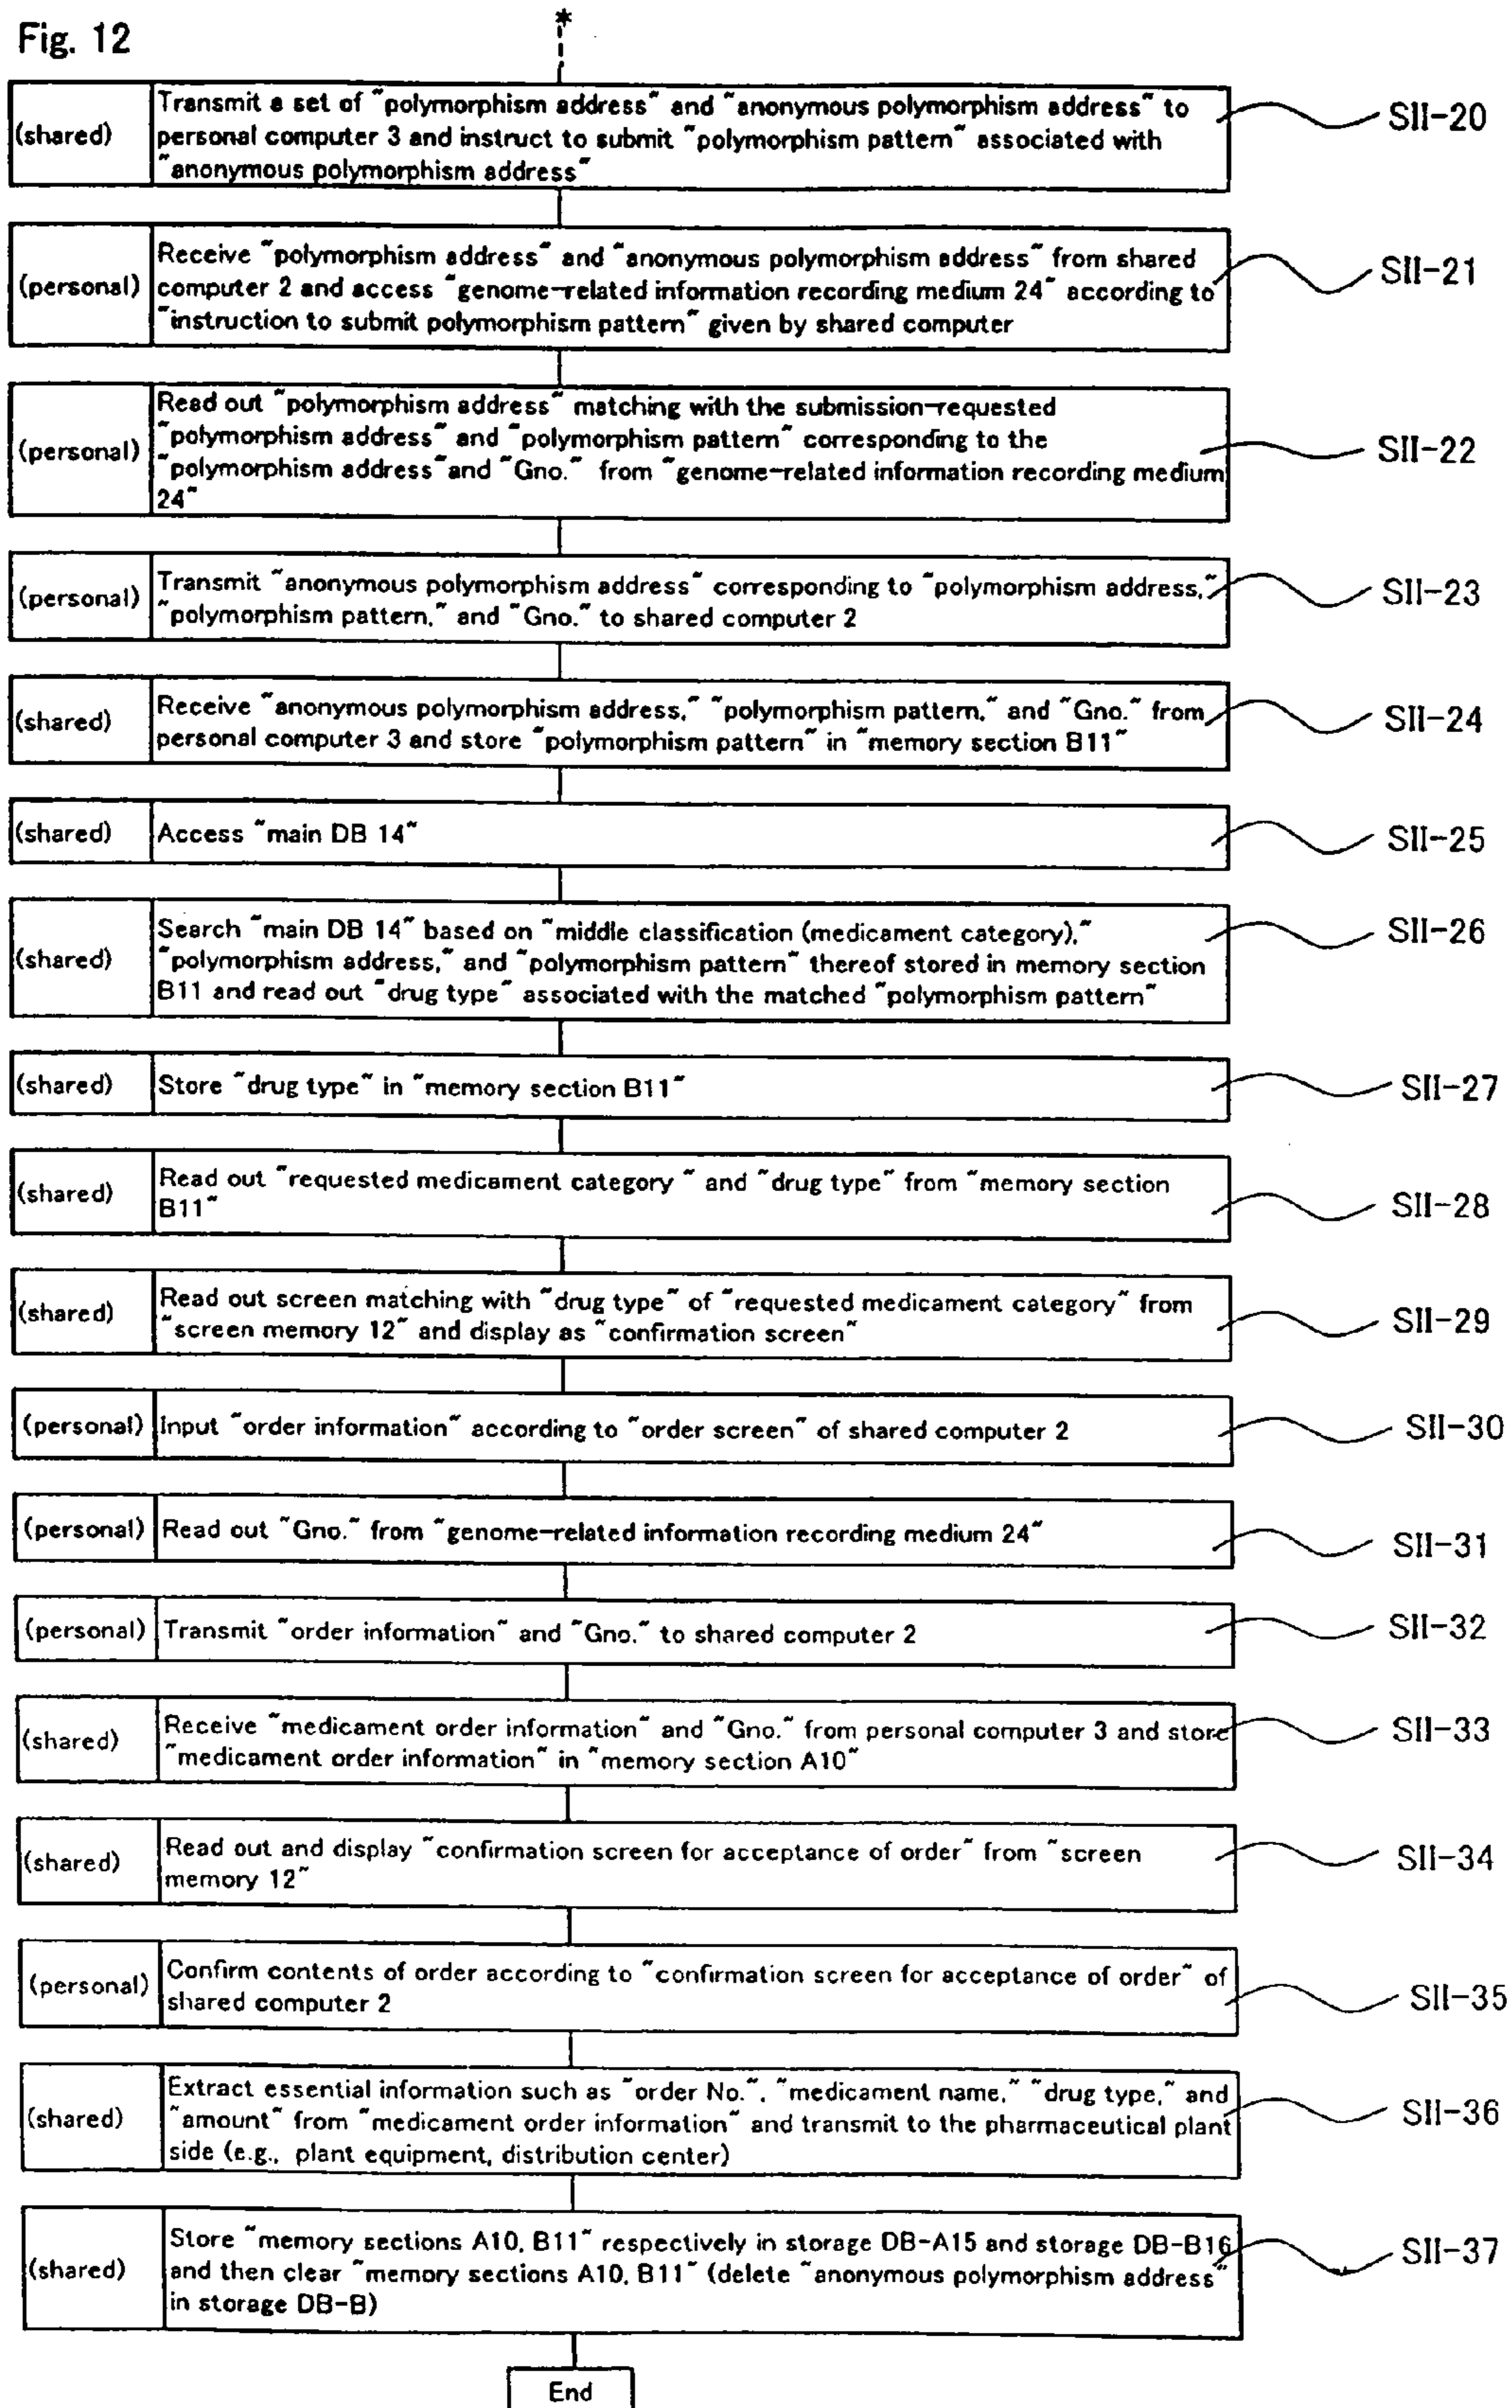 Fig. 12
*
(shared)
Transmit a set of "polymorphism address" and "anonymous polymorphism address" to
personal computer 3 and instruct to submit "polymorphism pattern" associated with
"anonymous polymorphism address"
SII-20
(personal)
Receive "polymorphism address" and "anonymous polymorphism address" from shared
computer 2 and access "genome-related information recording medium 24" according to
"instruction to submit polymorphism pattern" given by shared computer
SII-21
(personal)
Read out "polymorphism address" matching with the submission-requested
"polymorphism address" and "polymorphism pattern" corresponding to the
"polymorphism address"and "Gno." from "genome-related information recording medium
24"
SII-22
(personal)
Transmit "anonymous polymorphism address" corresponding to "polymorphism address,"
"polymorphism pattern," and "Gno." to shared computer 2
SII-23
(shared)
Receive "anonymous polymorphism address," "polymorphism pattern," and "Gno." from
personal computer 3 and store "polymorphism pattern" in "memory section B11"
SII-24
(shared)
Access "main DB 14"
SII-25
(shared)
Search "main DB 14" based on "middle classification (medicament category),"
"polymorphism address," and "polymorphism pattern" thereof stored in memory section
B11 and read out "drug type" associated with the matched "polymorphism pattern"
SII-26
(shared)
Store "drug type" in "memory section B11"
SII-27
(shared)
Read out "requested medicament category " and "drug type" from "memory section
B11"
SII-28
(shared)
Read out screen matching with "drug type" of "requested medicament category" from
"screen memory 12" and display as "confirmation screen"
SII-29
(personal)
Input "order information" according to "order screen" of shared computer 2
SII-30
(personal)
Read out "Gno." from "genome-related information recording medium 24"
SII-31
(personal)
Transmit "order information" and "Gno." to shared computer 2
SII-32
(shared)
Receive "medicament order information" and "Gno." from personal computer 3 and store
"medicament order information" in "memory section A10"
SII-33
(shared)
Read out and display "confirmation screen for acceptance of order" from "screen
memory 12"
SII-34
(personal)
Confirm contents of order according to "confirmation screen for acceptance of order" of
shared computer 2
SII-35
(shared)
Extract essential information such as "order No.", "medicament name," "drug type," and
"amount" from "medicament order information" and transmit to the pharmaceutical plant
side (e.g., plant equipment, distribution center)
SII-36
(shared)
Store "memory sections A10, B11" respectively in storage DB-A15 and storage DB-B16
and then clear "memory sections A10, B11" (delete "anonymous polymorphism address"
in storage DB-B)
SII-37
End